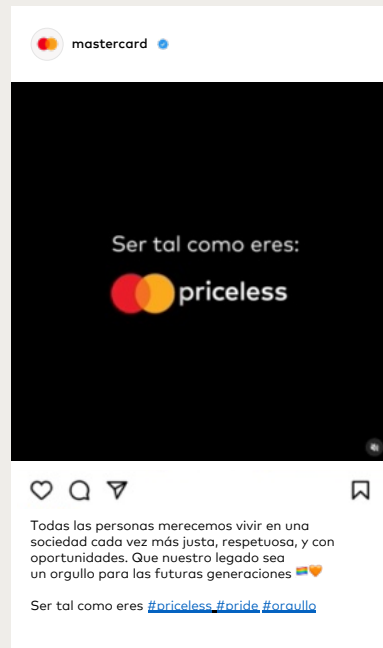 mastercard
Ser tal como eres:
priceless
Todas las personas merecemos vivir en una
sociedad cada vez más justa, respetuosa, y con
oportunidades. Que nuestro legado sea
un orgullo para las futuras generaciones 🏳️‍🌈🧡
Ser tal como eres #priceless #pride #orgullo